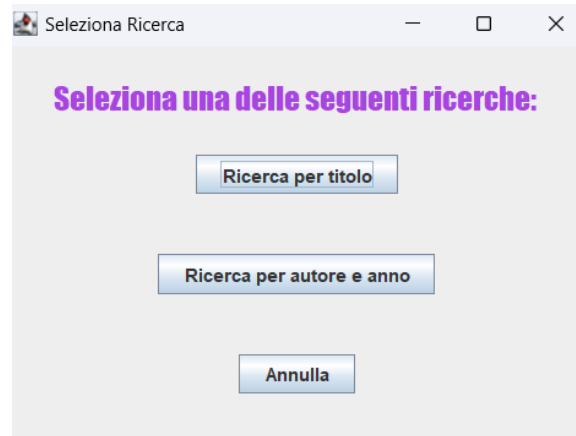 Seleziona Ricerca
Seleziona una delle seguenti ricerche:
Ricerca per titolo
Ricerca per autore e anno
Annulla